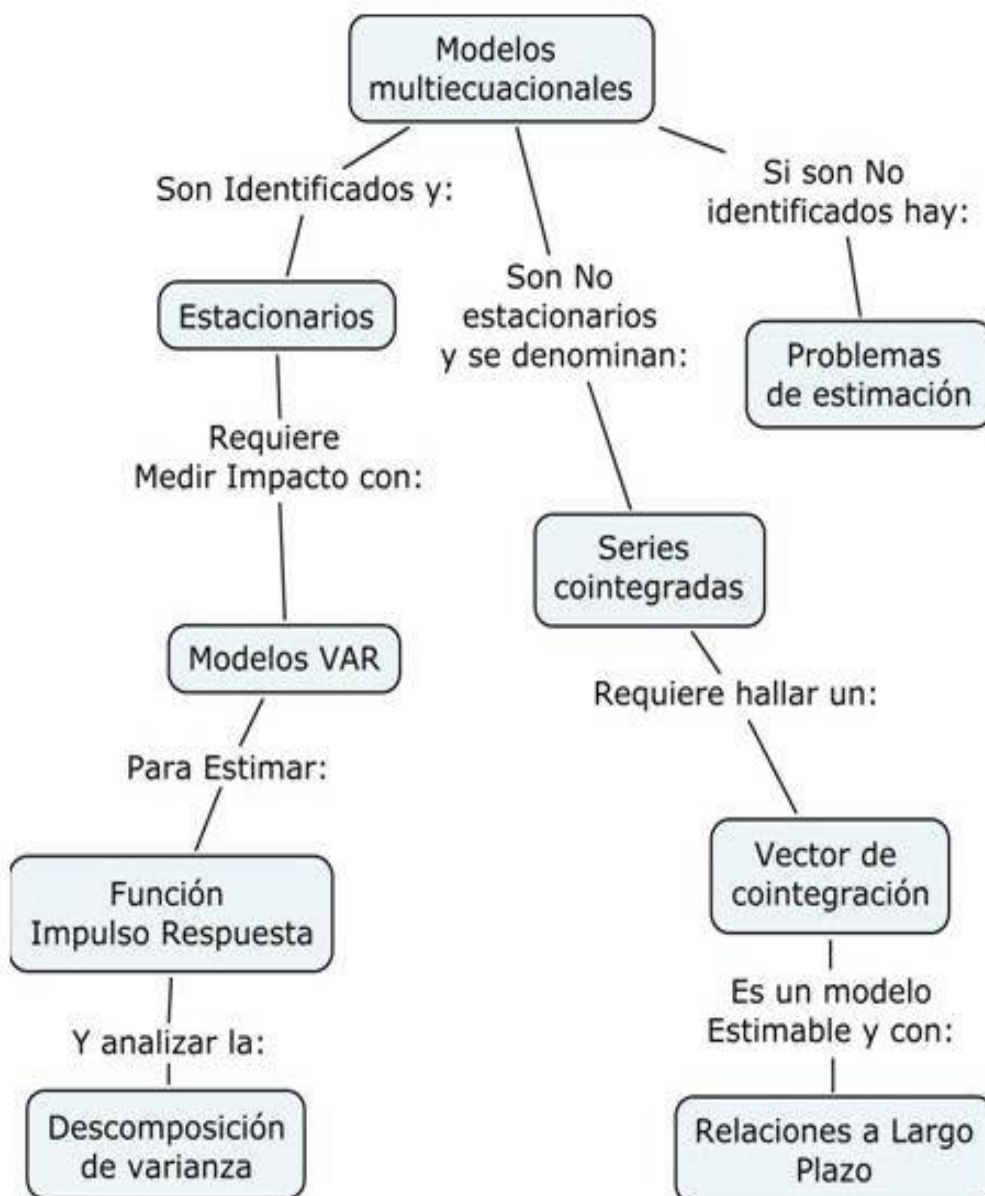 Modelos
multiecuacionales
Son Identificados y:
Si son No
identificados hay:
Son No
estacionarios
y se denominan:
Estacionarios
Problemas
de estimación
Requiere
Medir Impacto con:
Series
cointegradas
Modelos VAR
Requiere hallar un:
Para Estimar:
Vector de
cointegración
Función
Impulso Respuesta
Es un modelo
Estimable y con:
Y analizar la:
Descomposición
de varianza
Relaciones a Largo
Plazo